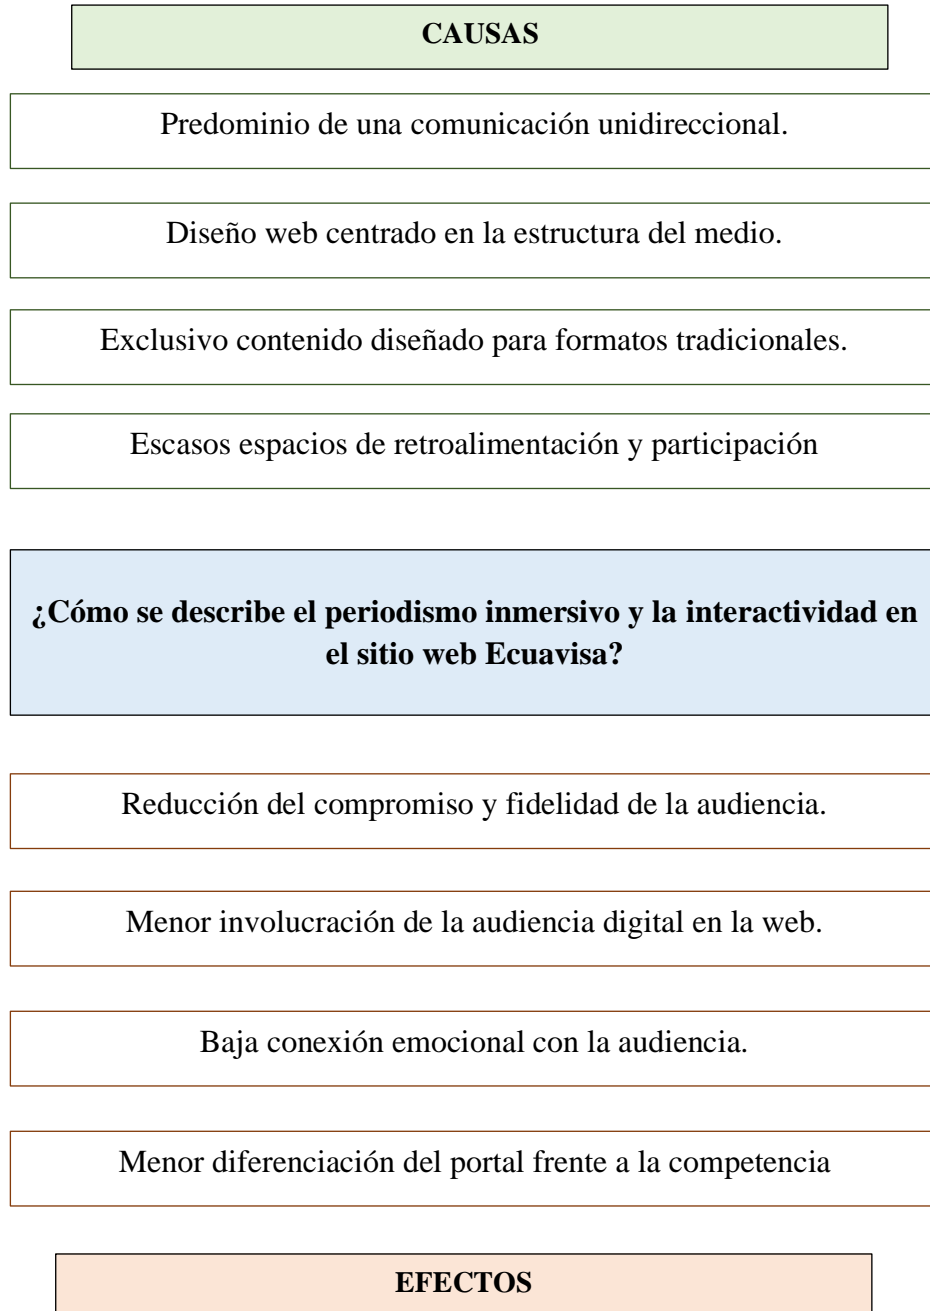 CAUSAS
Predominio de una comunicación unidireccional.
Diseño web centrado en la estructura del medio.
Exclusivo contenido diseñado para formatos tradicionales.
Escasos espacios de retroalimentación y participación
¿Cómo se describe el periodismo inmersivo y la interactividad en
el sitio web Ecuavisa?
Reducción del compromiso y fidelidad de la audiencia.
Menor involucración de la audiencia digital en la web.
Baja conexión emocional con la audiencia.
Menor diferenciación del portal frente a la competencia
EFECTOS